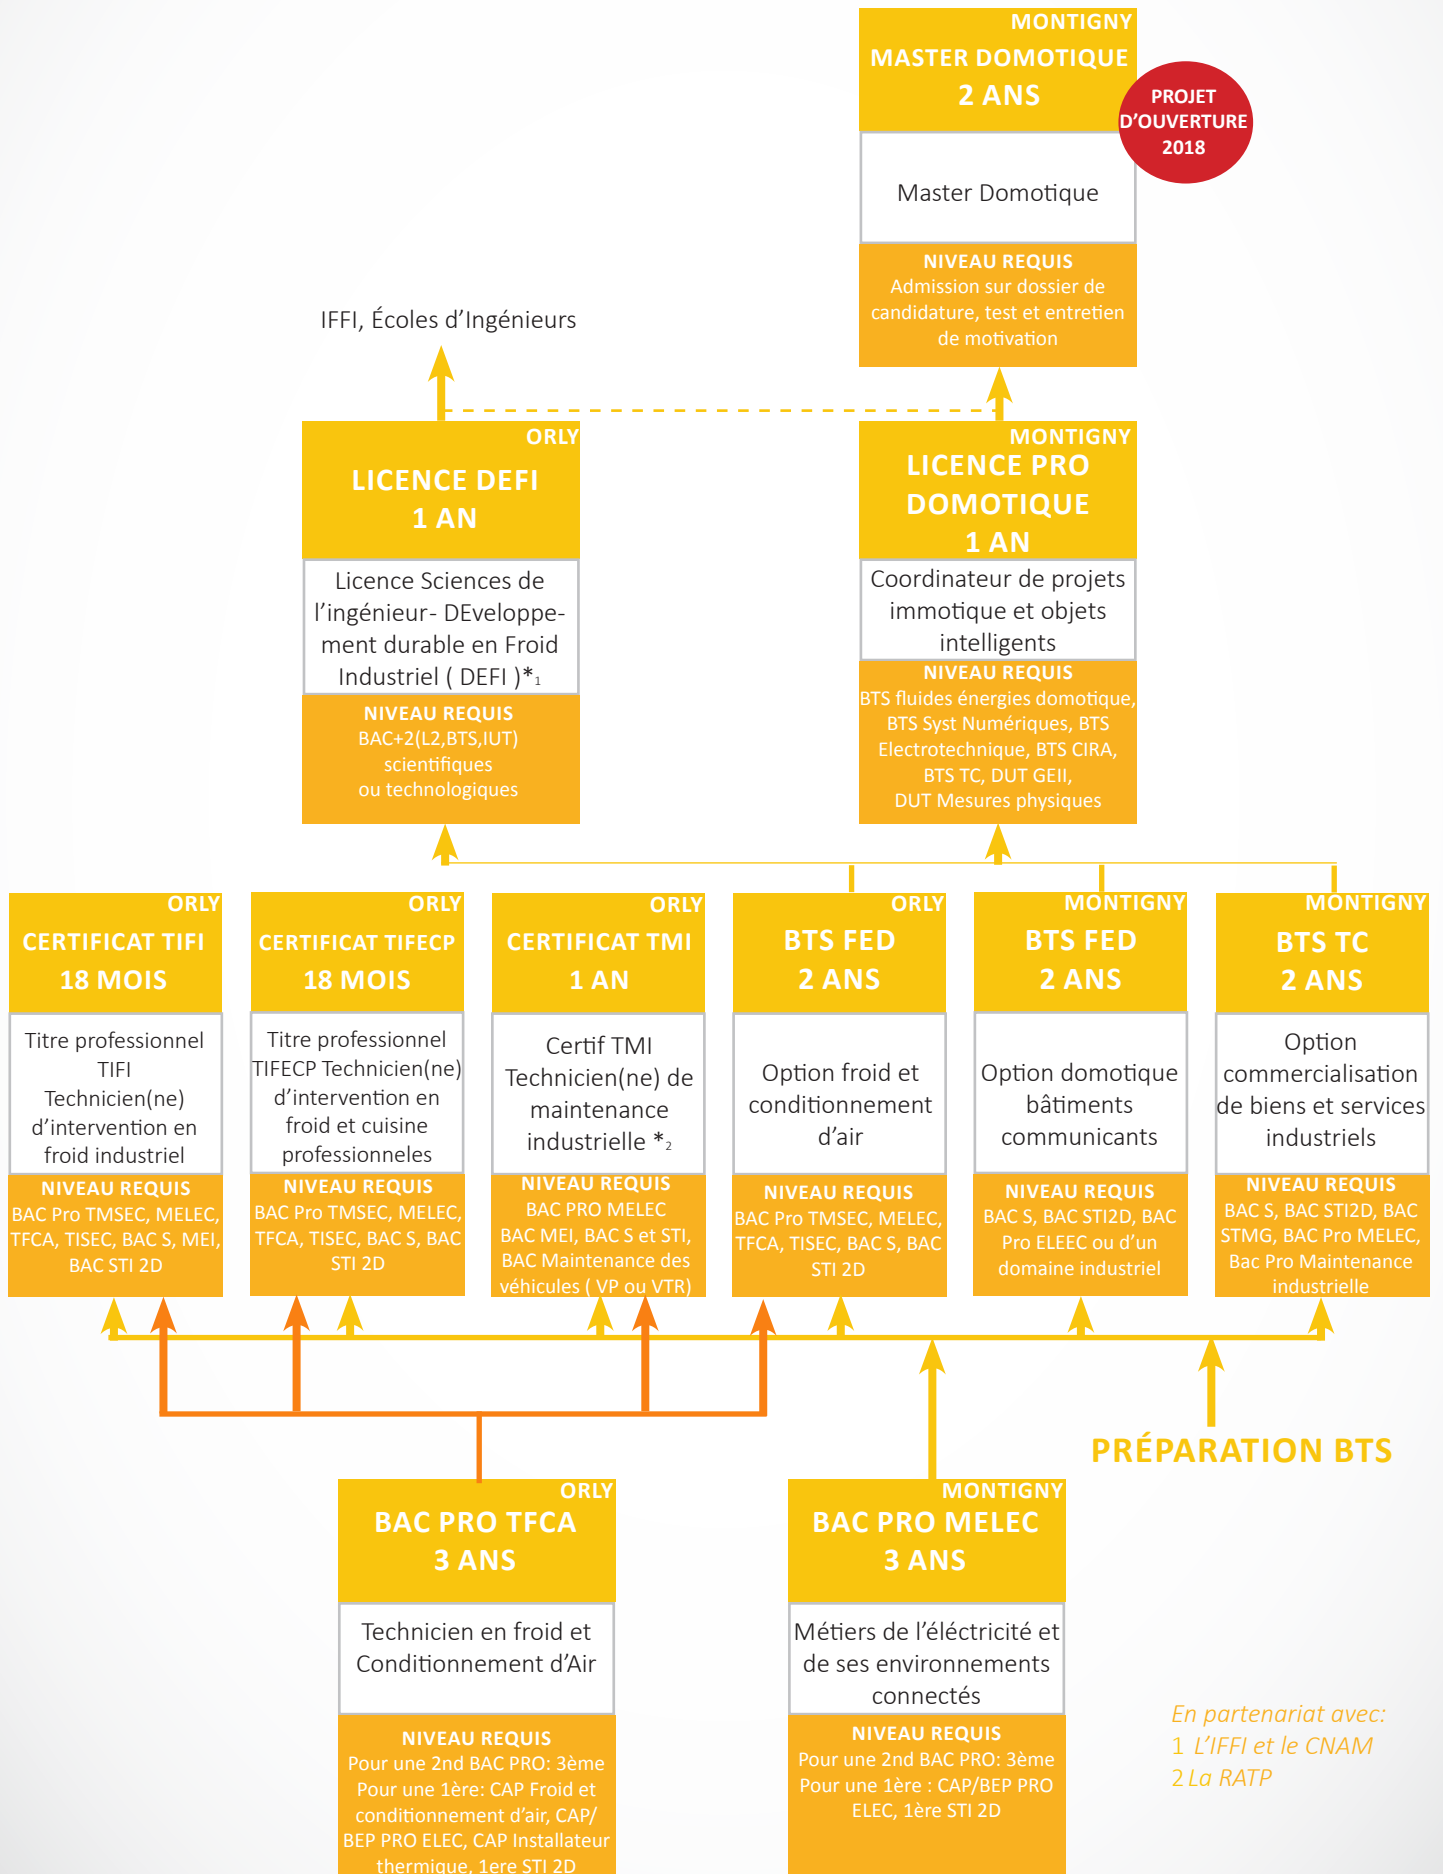 MONTIGNY
MASTER DOMOTIQUE
2 ANS
PROJET
D'OUVERTURE
2018
Master Domotique
NIVEAU REQUIS
Admission sur dossier de
candidature, test et entretien
de motivation
IFFI, Écoles d'Ingénieurs
ORLY
LICENCE DEFI
1 AN
Licence Sciences de
l'ingénieur- DEveloppe-
ment durable en Froid
Industriel ( DEFI )*1
NIVEAU REQUIS
BAC+2(L2,BTS,IUT)
scientifiques
ou technologiques
MONTIGNY
LICENCE PRO
DOMOTIQUE
1 AN
Coordinateur de projets
immotique et objets
intelligents
NIVEAU REQUIS
BTS fluides énergies domotique,
BTS Syst Numériques, BTS
Electrotechnique, BTS CIRA,
BTS TC, DUT GEII,
DUT Mesures physiques
ORLY
CERTIFICAT TIFI
18 MOIS
Titre professionnel
TIFI
Technicien(ne)
d'intervention en
froid industriel
NIVEAU REQUIS
BAC Pro TMSEC, MELEC,
TFCA, TISEC, BAC S, MEI,
BAC STI 2D
ORLY
CERTIFICAT TIFECP
18 MOIS
Titre professionnel
TIFECP Technicien(ne)
d'intervention en
froid et cuisine
professionneles
NIVEAU REQUIS
BAC Pro TMSEC, MELEC,
TFCA, TISEC, BAC S, BAC
STI 2D
ORLY
CERTIFICAT TMI
1 AN
Certif TMI
Technicien(ne) de
maintenance
industrielle *2
NIVEAU REQUIS
BAC PRO MELEC
BAC MEI, BAC S et STI,
BAC Maintenance des
véhicules ( VP ou VTR)
ORLY
BTS FED
2 ANS
Option froid et
conditionnement
d'air
NIVEAU REQUIS
BAC Pro TMSEC, MELEC,
TFCA, TISEC, BAC S, BAC
STI 2D
MONTIGNY
BTS FED
2 ANS
Option domotique
bâtiments
communicants
NIVEAU REQUIS
BAC S, BAC STI2D, BAC
Pro ELEEC ou d'un
domaine industriel
MONTIGNY
BTS TC
2 ANS
Option
commercialisation
de biens et services
industriels
NIVEAU REQUIS
BAC S, BAC STI2D, BAC
STMG, BAC Pro MELEC,
Bac Pro Maintenance
industrielle
PRÉPARATION BTS
ORLY
BAC PRO TFCA
3 ANS
Technicien en froid et
Conditionnement d'Air
NIVEAU REQUIS
Pour une 2nd BAC PRO: 3ème
Pour une 1ère: CAP Froid et
conditionnement d'air, CAP/
BEP PRO ELEC, CAP Installateur
thermique, 1ere STI 2D
MONTIGNY
BAC PRO MELEC
3 ANS
Métiers de l'éléctricité et
de ses environnements
connectés
NIVEAU REQUIS
Pour une 2nd BAC PRO: 3ème
Pour une 1ère : CAP/BEP PRO
ELEC, 1ère STI 2D
En partenariat avec:
1 L'IFFI et le CNAM
2 La RATP